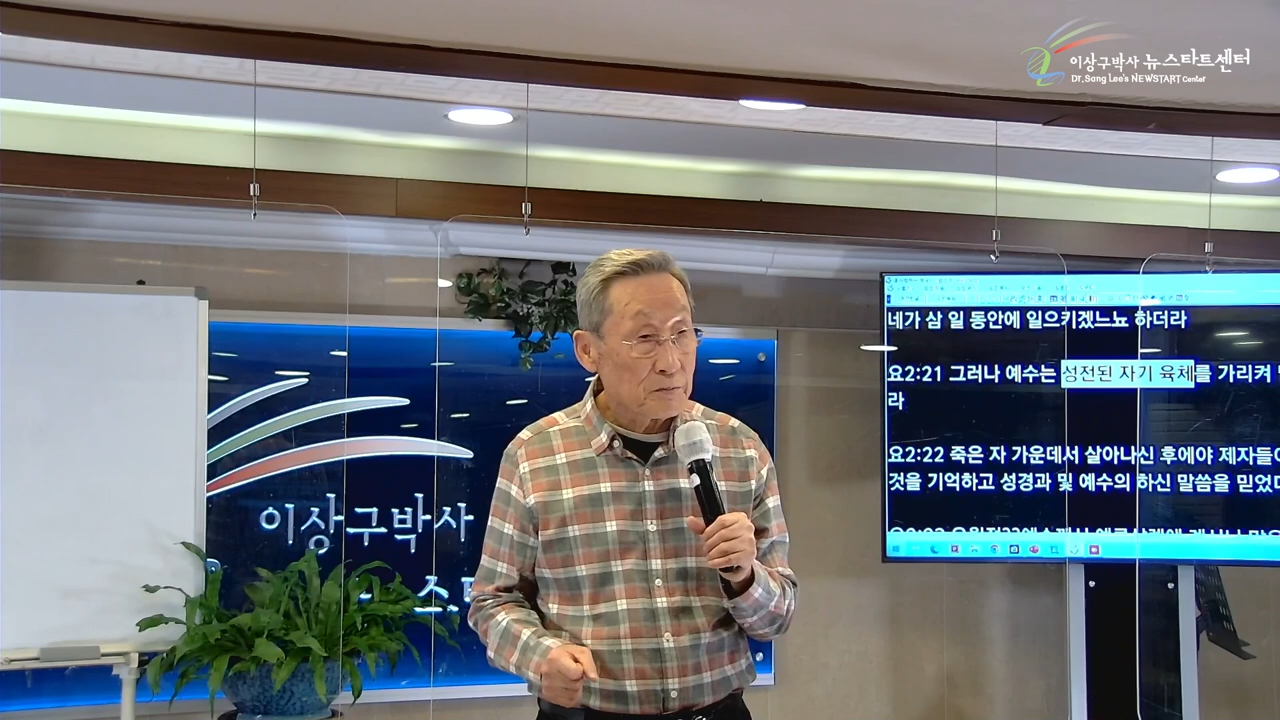 이상구박사 뉴스타트센터
Dr. Sang Lee's NEWSTART Center
네가 삼 일 동안에 일으키겠느뇨 하더라
요2:21 그러나 예수는 성전된 자기 육체를 가리켜
라
요2:22 죽은 자 가운데서 살아나신 후에야 제자들이
것을 기억하고 성경과 및 예수의 하신 말씀을 믿었더
이상구박사
스